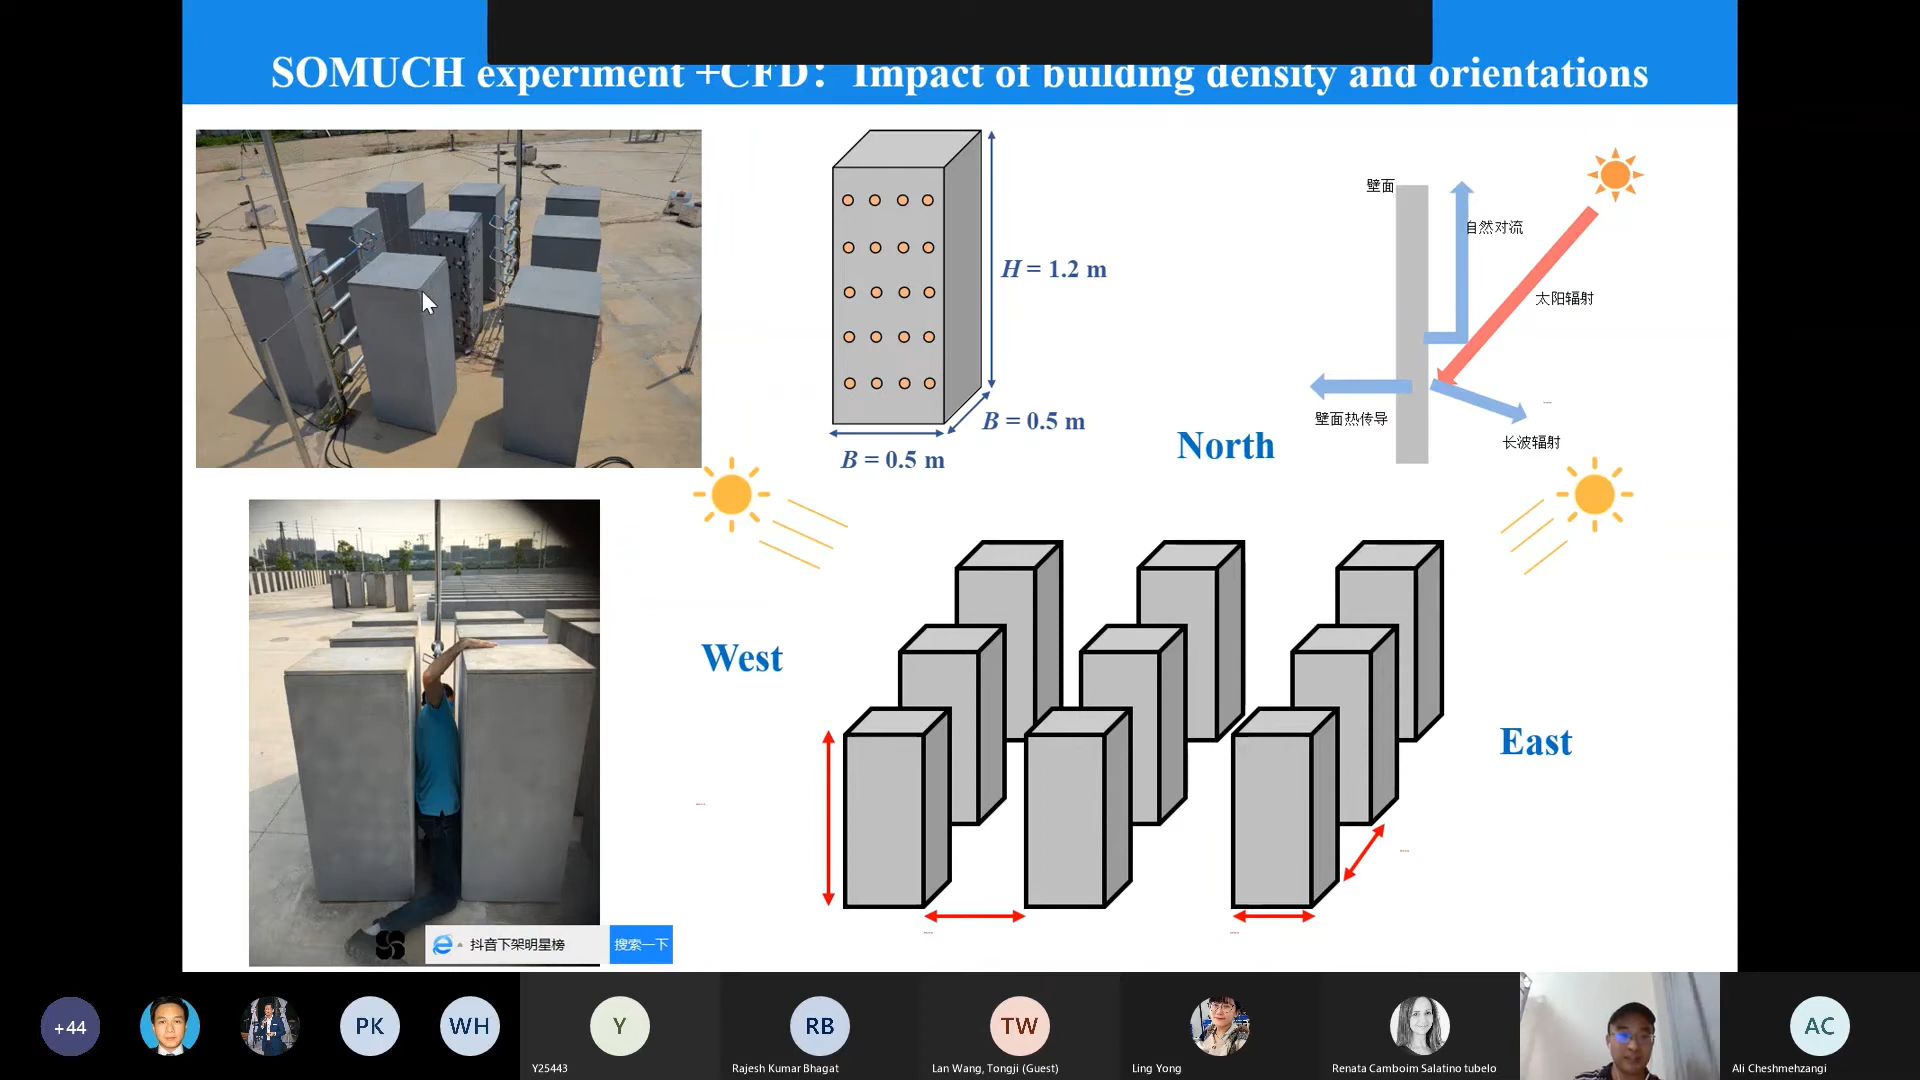 SOMUCH experiment +CFD：Impact of building density and orientations
H = 1.2 m
B = 0.5 m
B = 0.5 m
壁面
自然对流
太阳辐射
壁面热传导
长波辐射
North
West
East
抖音下架明星榜
搜索一下
+44
PK
WH
Y
Y25443
RB
Rajesh Kumar Bhagat
TW
Lan Wang, Tongji (Guest)
Ling Yong
Renata Camboim Salatino tubelo
AC
Ali Cheshmehzangi